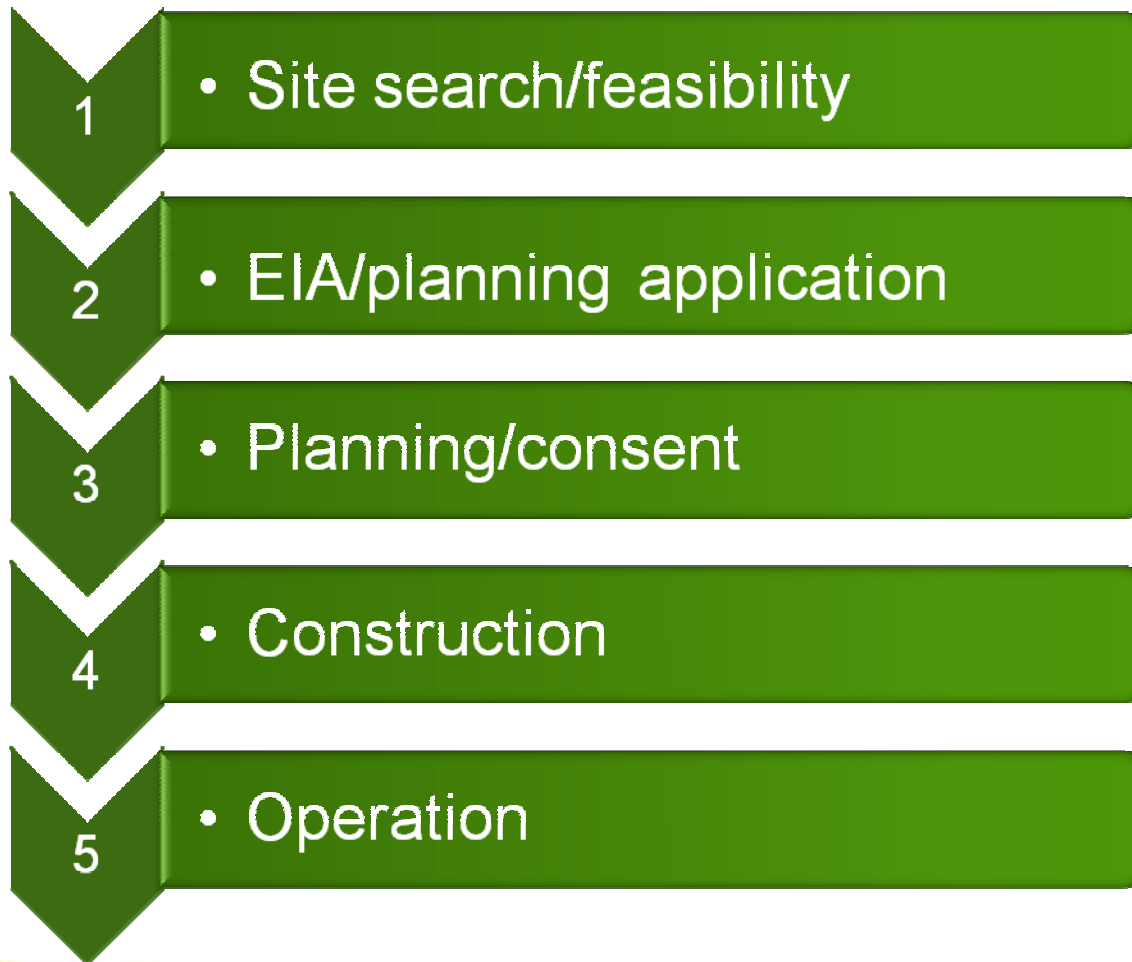 1
• Site search/feasibility
2
• EIA/planning application
3
• Planning/consent
4
• Construction
5
• Operation